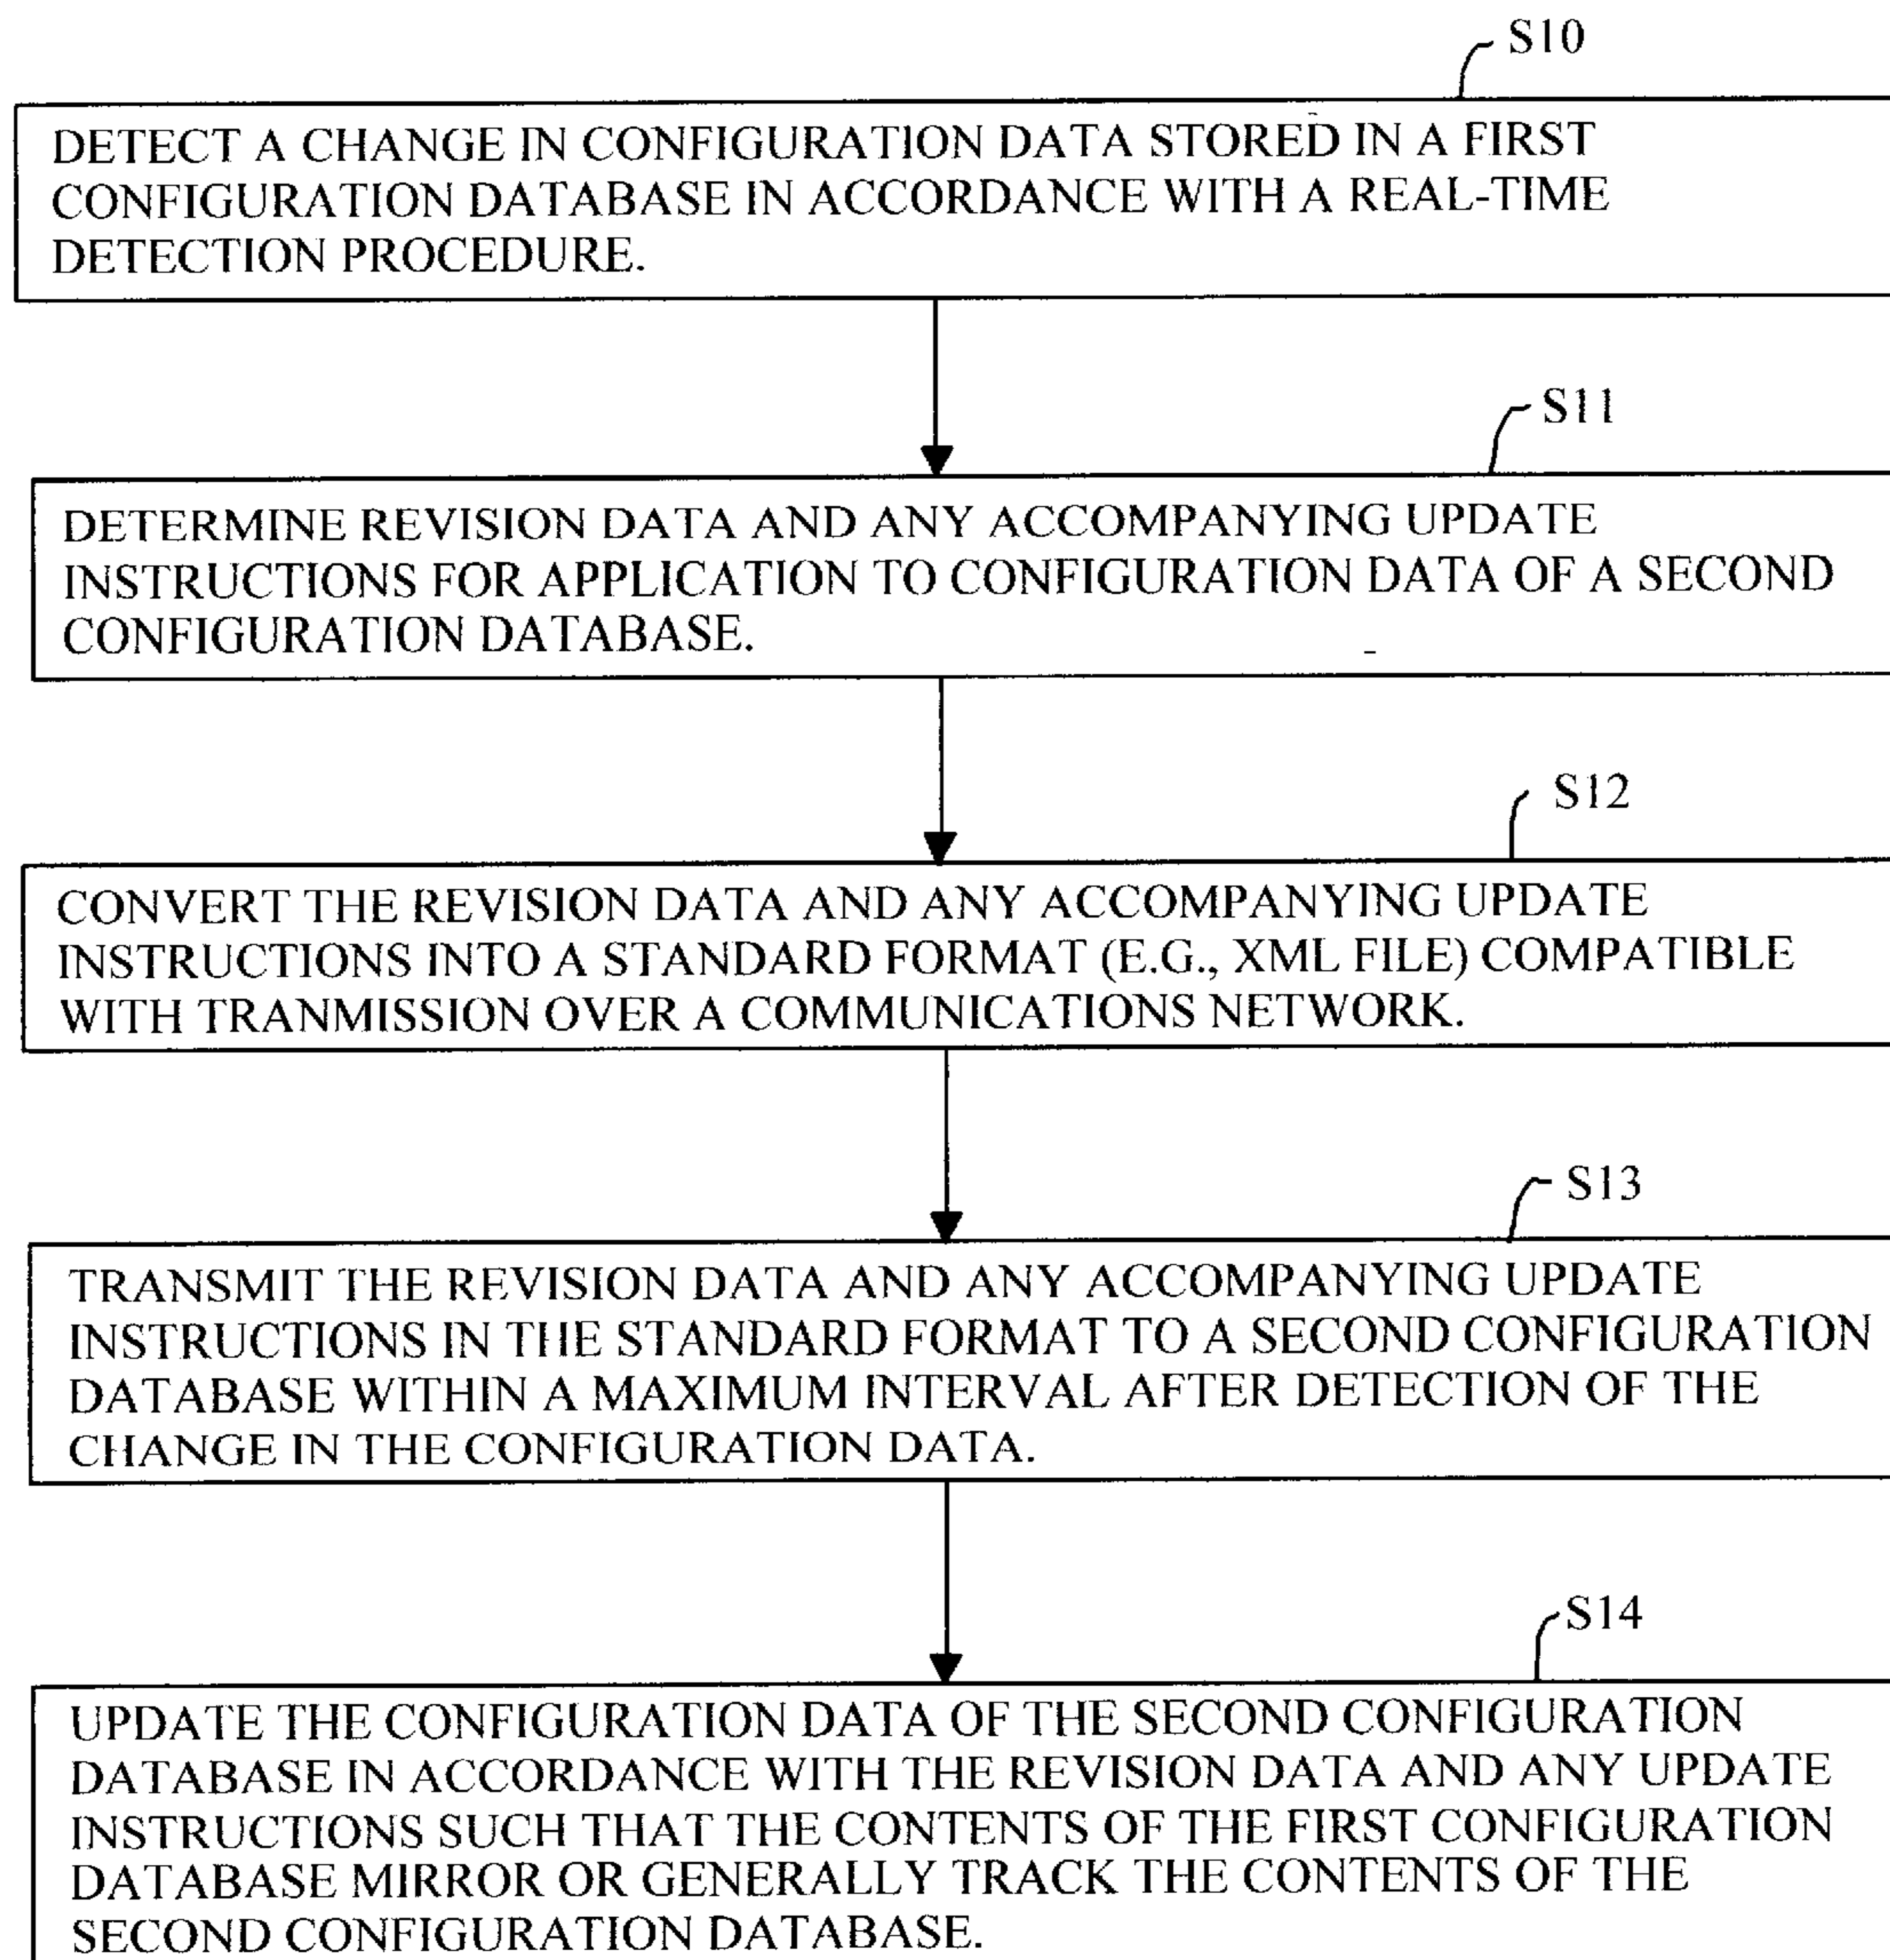 S10
DETECT A CHANGE IN CONFIGURATION DATA STORED IN A FIRST
CONFIGURATION DATABASE IN ACCORDANCE WITH A REAL-TIME
DETECTION PROCEDURE.
S11
DETERMINE REVISION DATA AND ANY ACCOMPANYING UPDATE
INSTRUCTIONS FOR APPLICATION TO CONFIGURATION DATA OF A SECOND
CONFIGURATION DATABASE.
S12
CONVERT THE REVISION DATA AND ANY ACCOMPANYING UPDATE
INSTRUCTIONS INTO A STANDARD FORMAT (E.G., XML FILE) COMPATIBLE
WITH TRANMISSION OVER A COMMUNICATIONS NETWORK.
S13
TRANSMIT THE REVISION DATA AND ANY ACCOMPANYING UPDATE
INSTRUCTIONS IN THE STANDARD FORMAT TO A SECOND CONFIGURATION
DATABASE WITHIN A MAXIMUM INTERVAL AFTER DETECTION OF THE
CHANGE IN THE CONFIGURATION DATA.
S14
UPDATE THE CONFIGURATION DATA OF THE SECOND CONFIGURATION
DATABASE IN ACCORDANCE WITH THE REVISION DATA AND ANY UPDATE
INSTRUCTIONS SUCH THAT THE CONTENTS OF THE FIRST CONFIGURATION
DATABASE MIRROR OR GENERALLY TRACK THE CONTENTS OF THE
SECOND CONFIGURATION DATABASE.